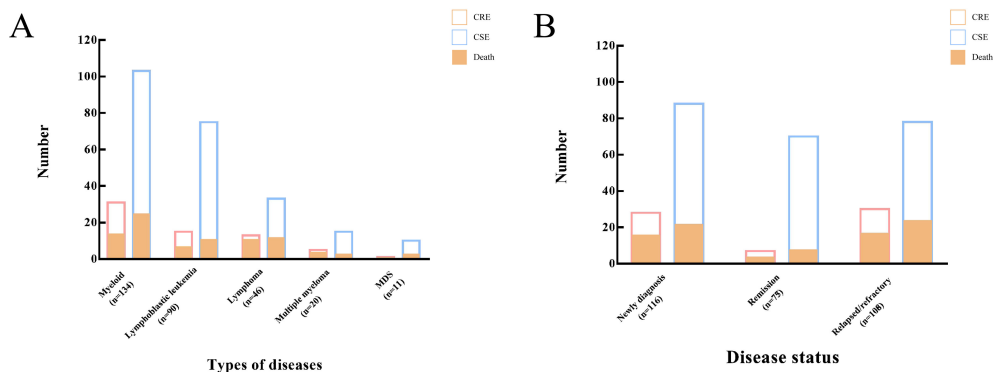 A
CRE
CSE
Death
120
100
80
60
40
20
0
Number
Myeloid
(n=134)
Lymphoblastic leukemia
(n=90)
Lymphoma
(n=46)
Multiple myeloma
(n=20)
MDS
(n=11)
Types of diseases
B
CRE
CSE
Death
120
100
80
60
40
20
0
Number
Newly diagnosis
(n=116)
Remission
(n=75)
Relapsed/refractory
(n=108)
Disease status